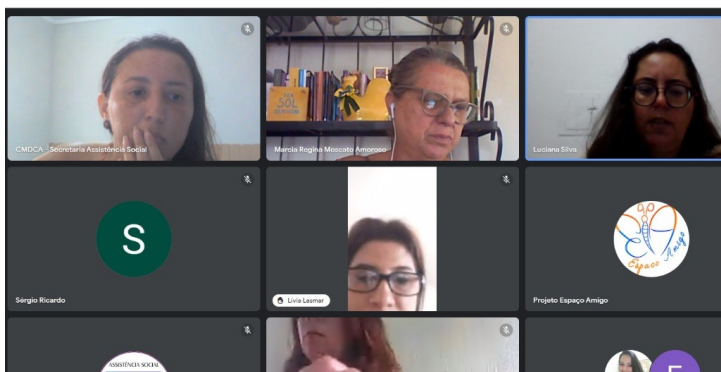 SOL
CMDCA - Secretaria Assistência Social
Marcia Regina Moscato Amoroso
Luciana Silva
S
Espaço Amigo
Sérgio Ricardo
Livia Lesmar
Projeto Espaço Amigo
ASSISTÊNCIA SOCIAL
E